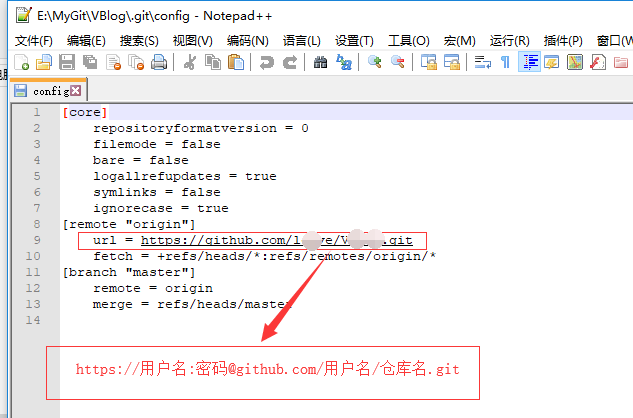 E:\MyGit\VBlog\.git\config - Notepad++
文件(F) 编辑(E) 搜索(S) 视图(V) 编码(N) 语言(L) 设置(T) 工具(O) 宏(M) 运行(R) 插件(P) 窗口(W
config
1 [core]
2 repositoryformatversion = 0
3 filemode = false
4 bare = false
5 logallrefupdates = true
6 symlinks = false
7 ignorecase = true
8 [remote "origin"]
9 url = https://github.com/ .git
10 fetch = +refs/heads/*:refs/remotes/origin/*
11 [branch "master"]
12 remote = origin
13 merge = refs/heads/master
14
https://用户名:密码@github.com/用户名/仓库名.git